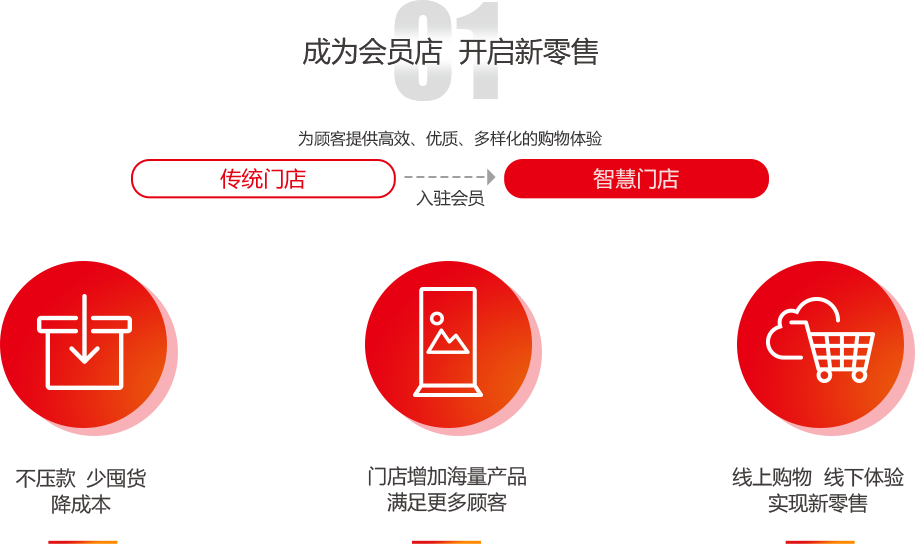 01
成为会员店 开启新零售
为顾客提供高效、优质、多样化的购物体验
传统门店
入驻会员
智慧门店
不压款 少囤货
降成本
门店增加海量产品
满足更多顾客
线上购物 线下体验
实现新零售